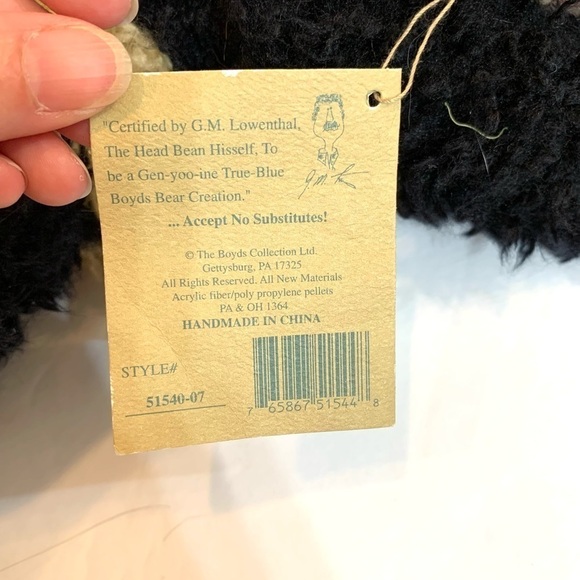 "Certified by G.M. Lowenthal,
The Head Bean Hisself, To
be a Gen-yoo-ine True-Blue
Boyds Bear Creation."
... Accept No Substitutes!
© The Boyds Collection Ltd.
Gettysburg, PA 17325
All Rights Reserved. All New Materials
Acrylic fiber/poly propylene pellets
PA & OH 1364
HANDMADE IN CHINA
STYLE#
51540-07
7 65867 51544 8